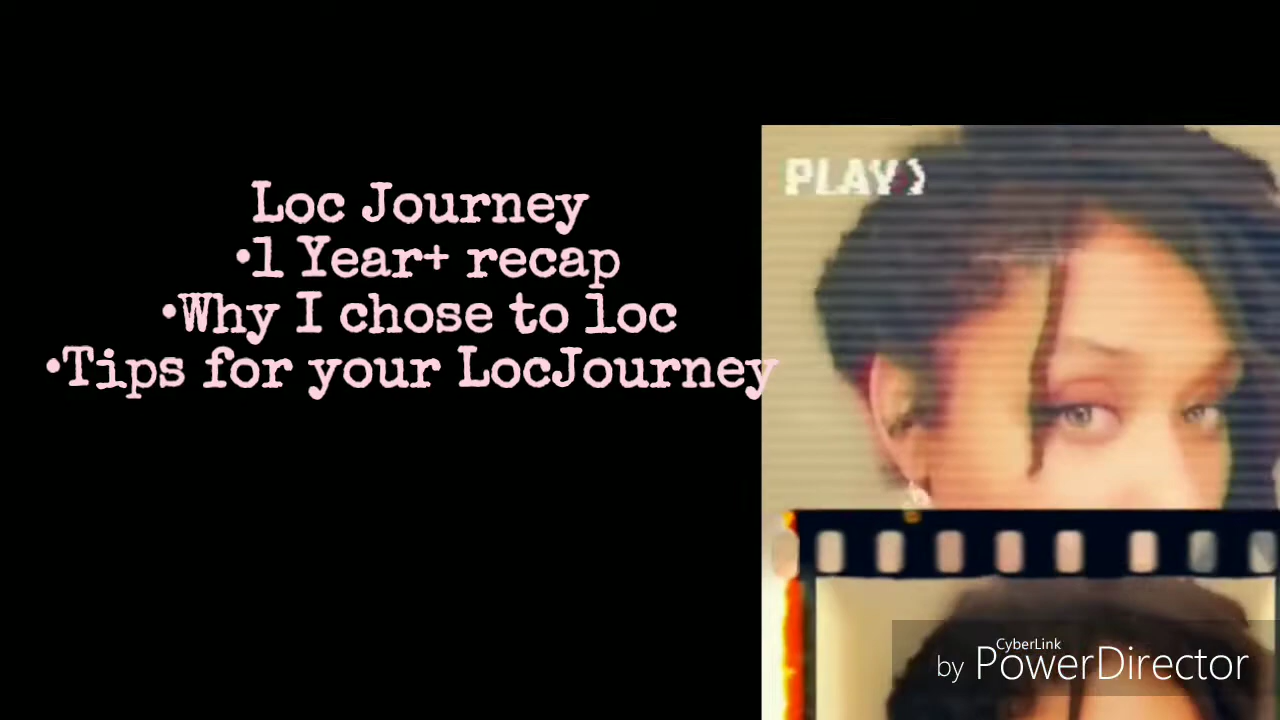 Loc Journey
•1 Year+ recap
•Why I chose to loc
•Tips for your LocJourney
PLAY
CyberLink
by PowerDirector